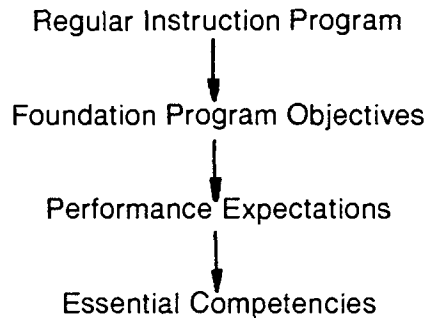 Regular Instruction Program
Foundation Program Objectives
Performance Expectations
Essential Competencies